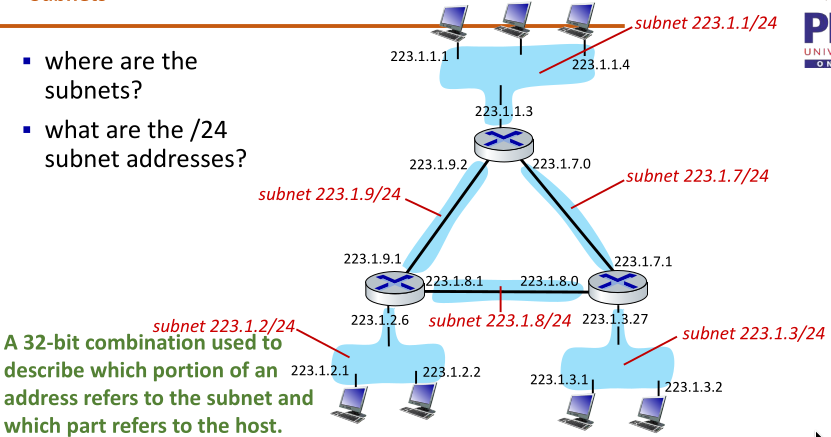 subnet 223.1.1/24
▪ where are the
subnets?
▪ what are the /24
subnet addresses?
223.1.1.1
223.1.1.4
223.1.1.3
223.1.9.2
223.1.7.0
subnet 223.1.7/24
subnet 223.1.9/24
223.1.9.1
223.1.7.1
223.1.8.1
223.1.8.0
223.1.2.6
subnet 223.1.8/24
223.1.3.27
subnet 223.1.2/24
subnet 223.1.3/24
A 32-bit combination used to
describe which portion of an
address refers to the subnet and
which part refers to the host.
223.1.2.1
223.1.2.2
223.1.3.1
223.1.3.2